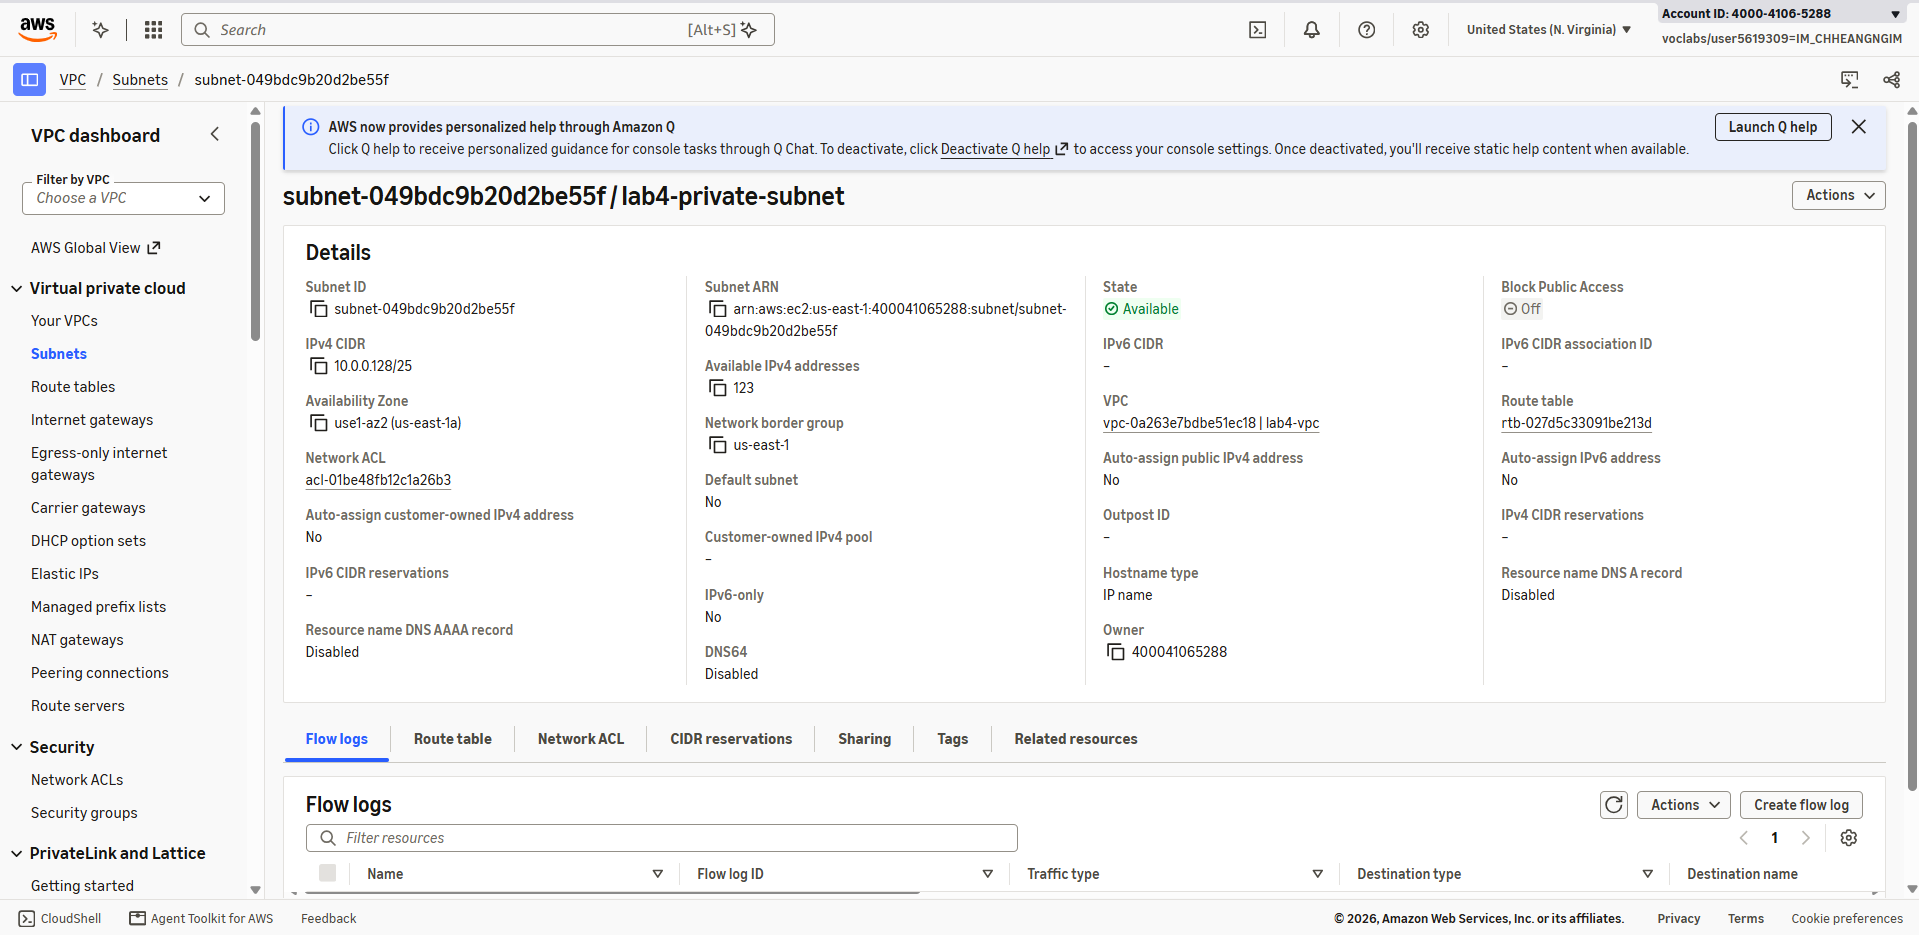 aws
Search [Alt+S]
United States (N. Virginia)
Account ID: 4000-4106-5288
voclabs/user5619309=IM_CHHEANGNGIM
VPC / Subnets / subnet-049bdc9b20d2be55f
VPC dashboard
Filter by VPC
Choose a VPC
AWS Global View
Virtual private cloud
Your VPCs
Subnets
Route tables
Internet gateways
Egress-only internet
gateways
Carrier gateways
DHCP option sets
Elastic IPs
Managed prefix lists
NAT gateways
Peering connections
Route servers
Security
Network ACLs
Security groups
PrivateLink and Lattice
Getting started
AWS now provides personalized help through Amazon Q
Click Q help to receive personalized guidance for console tasks through Q Chat. To deactivate, click Deactivate Q help to access your console settings. Once deactivated, you'll receive static help content when available.
Launch Q help
subnet-049bdc9b20d2be55f / lab4-private-subnet
Actions
Details
Subnet ID
subnet-049bdc9b20d2be55f
IPv4 CIDR
10.0.0.128/25
Availability Zone
use1-az2 (us-east-1a)
Network ACL
acl-01be48fb12c1a26b3
Auto-assign customer-owned IPv4 address
No
IPv6 CIDR reservations
–
Resource name DNS AAAA record
Disabled
Subnet ARN
arn:aws:ec2:us-east-1:400041065288:subnet/subnet-
049bdc9b20d2be55f
Available IPv4 addresses
123
Network border group
us-east-1
Default subnet
No
Customer-owned IPv4 pool
–
IPv6-only
No
DNS64
Disabled
State
Available
IPv6 CIDR
–
VPC
vpc-0a263e7bdbe51ec18 | lab4-vpc
Auto-assign public IPv4 address
No
Outpost ID
–
Hostname type
IP name
Owner
400041065288
Block Public Access
Off
IPv6 CIDR association ID
–
Route table
rtb-027d5c33091be213d
Auto-assign IPv6 address
No
IPv4 CIDR reservations
–
Resource name DNS A record
Disabled
Flow logs Route table Network ACL CIDR reservations Sharing Tags Related resources
Flow logs
Actions Create flow log
Filter resources
1
Name Flow log ID Traffic type Destination type Destination name
CloudShell Agent Toolkit for AWS Feedback
© 2026, Amazon Web Services, Inc. or its affiliates. Privacy Terms Cookie preferences